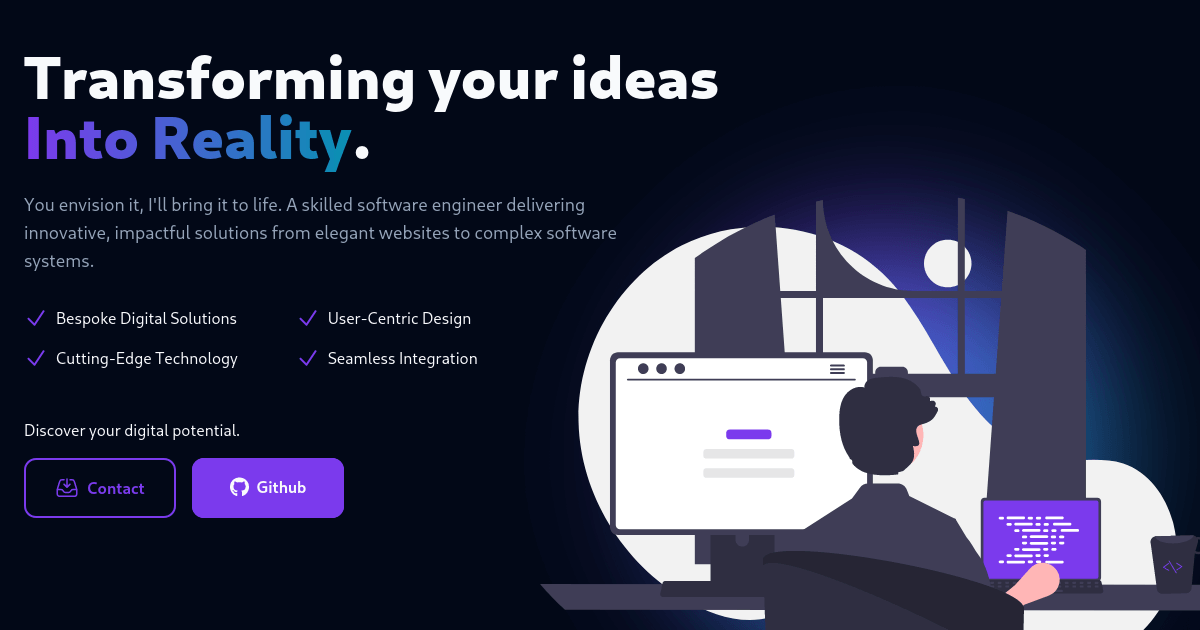 Transforming your ideas
Into Reality.
You envision it, I'll bring it to life. A skilled software engineer delivering
innovative, impactful solutions from elegant websites to complex software
systems.
Bespoke Digital Solutions
User-Centric Design
Cutting-Edge Technology
Seamless Integration
Discover your digital potential.
Contact
Github
</>